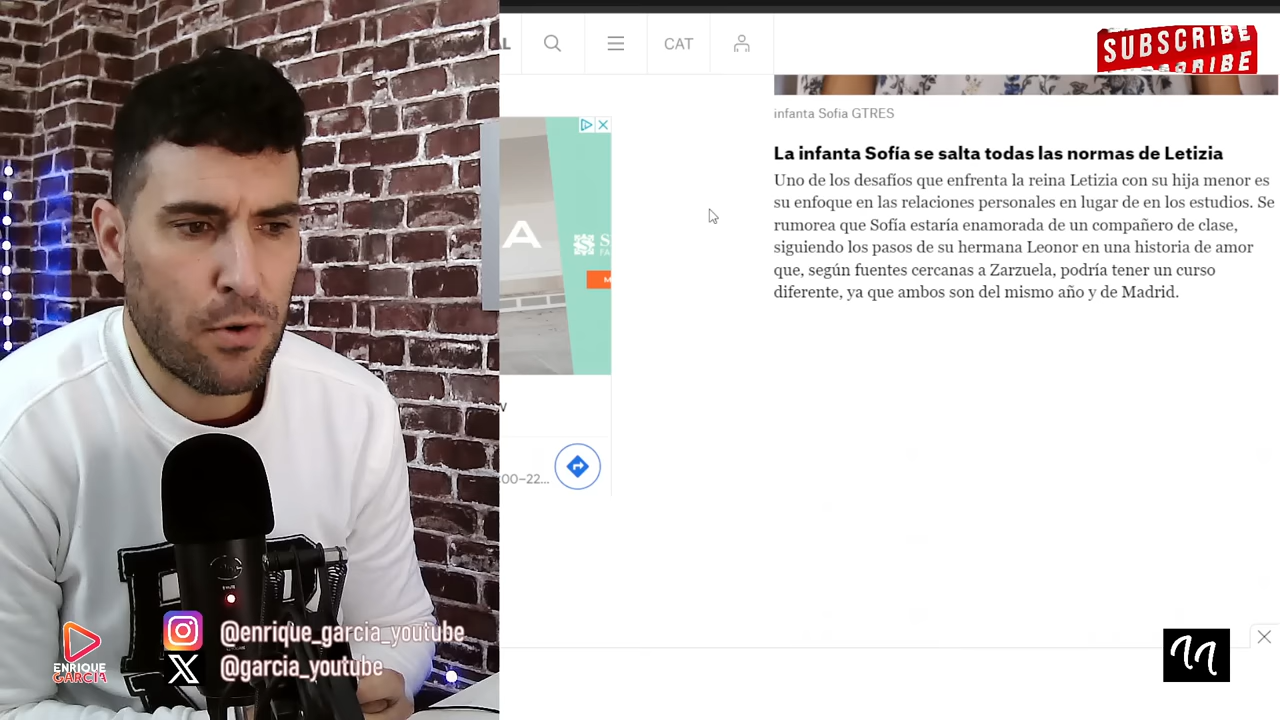 CAT
SUBSCRIBE
infanta Sofia GTRES
La infanta Sofía se salta todas las normas de Letizia
Uno de los desafíos que enfrenta la reina Letizia con su hija menor es
su enfoque en las relaciones personales en lugar de en los estudios. Se
rumorea que Sofía estaría enamorada de un compañero de clase,
siguiendo los pasos de su hermana Leonor en una historia de amor
que, según fuentes cercanas a Zarzuela, podría tener un curso
diferente, ya que ambos son del mismo año y de Madrid.
@enrique_garcia_youtube
@garcia_youtube
ENRIQUE
GARCIA